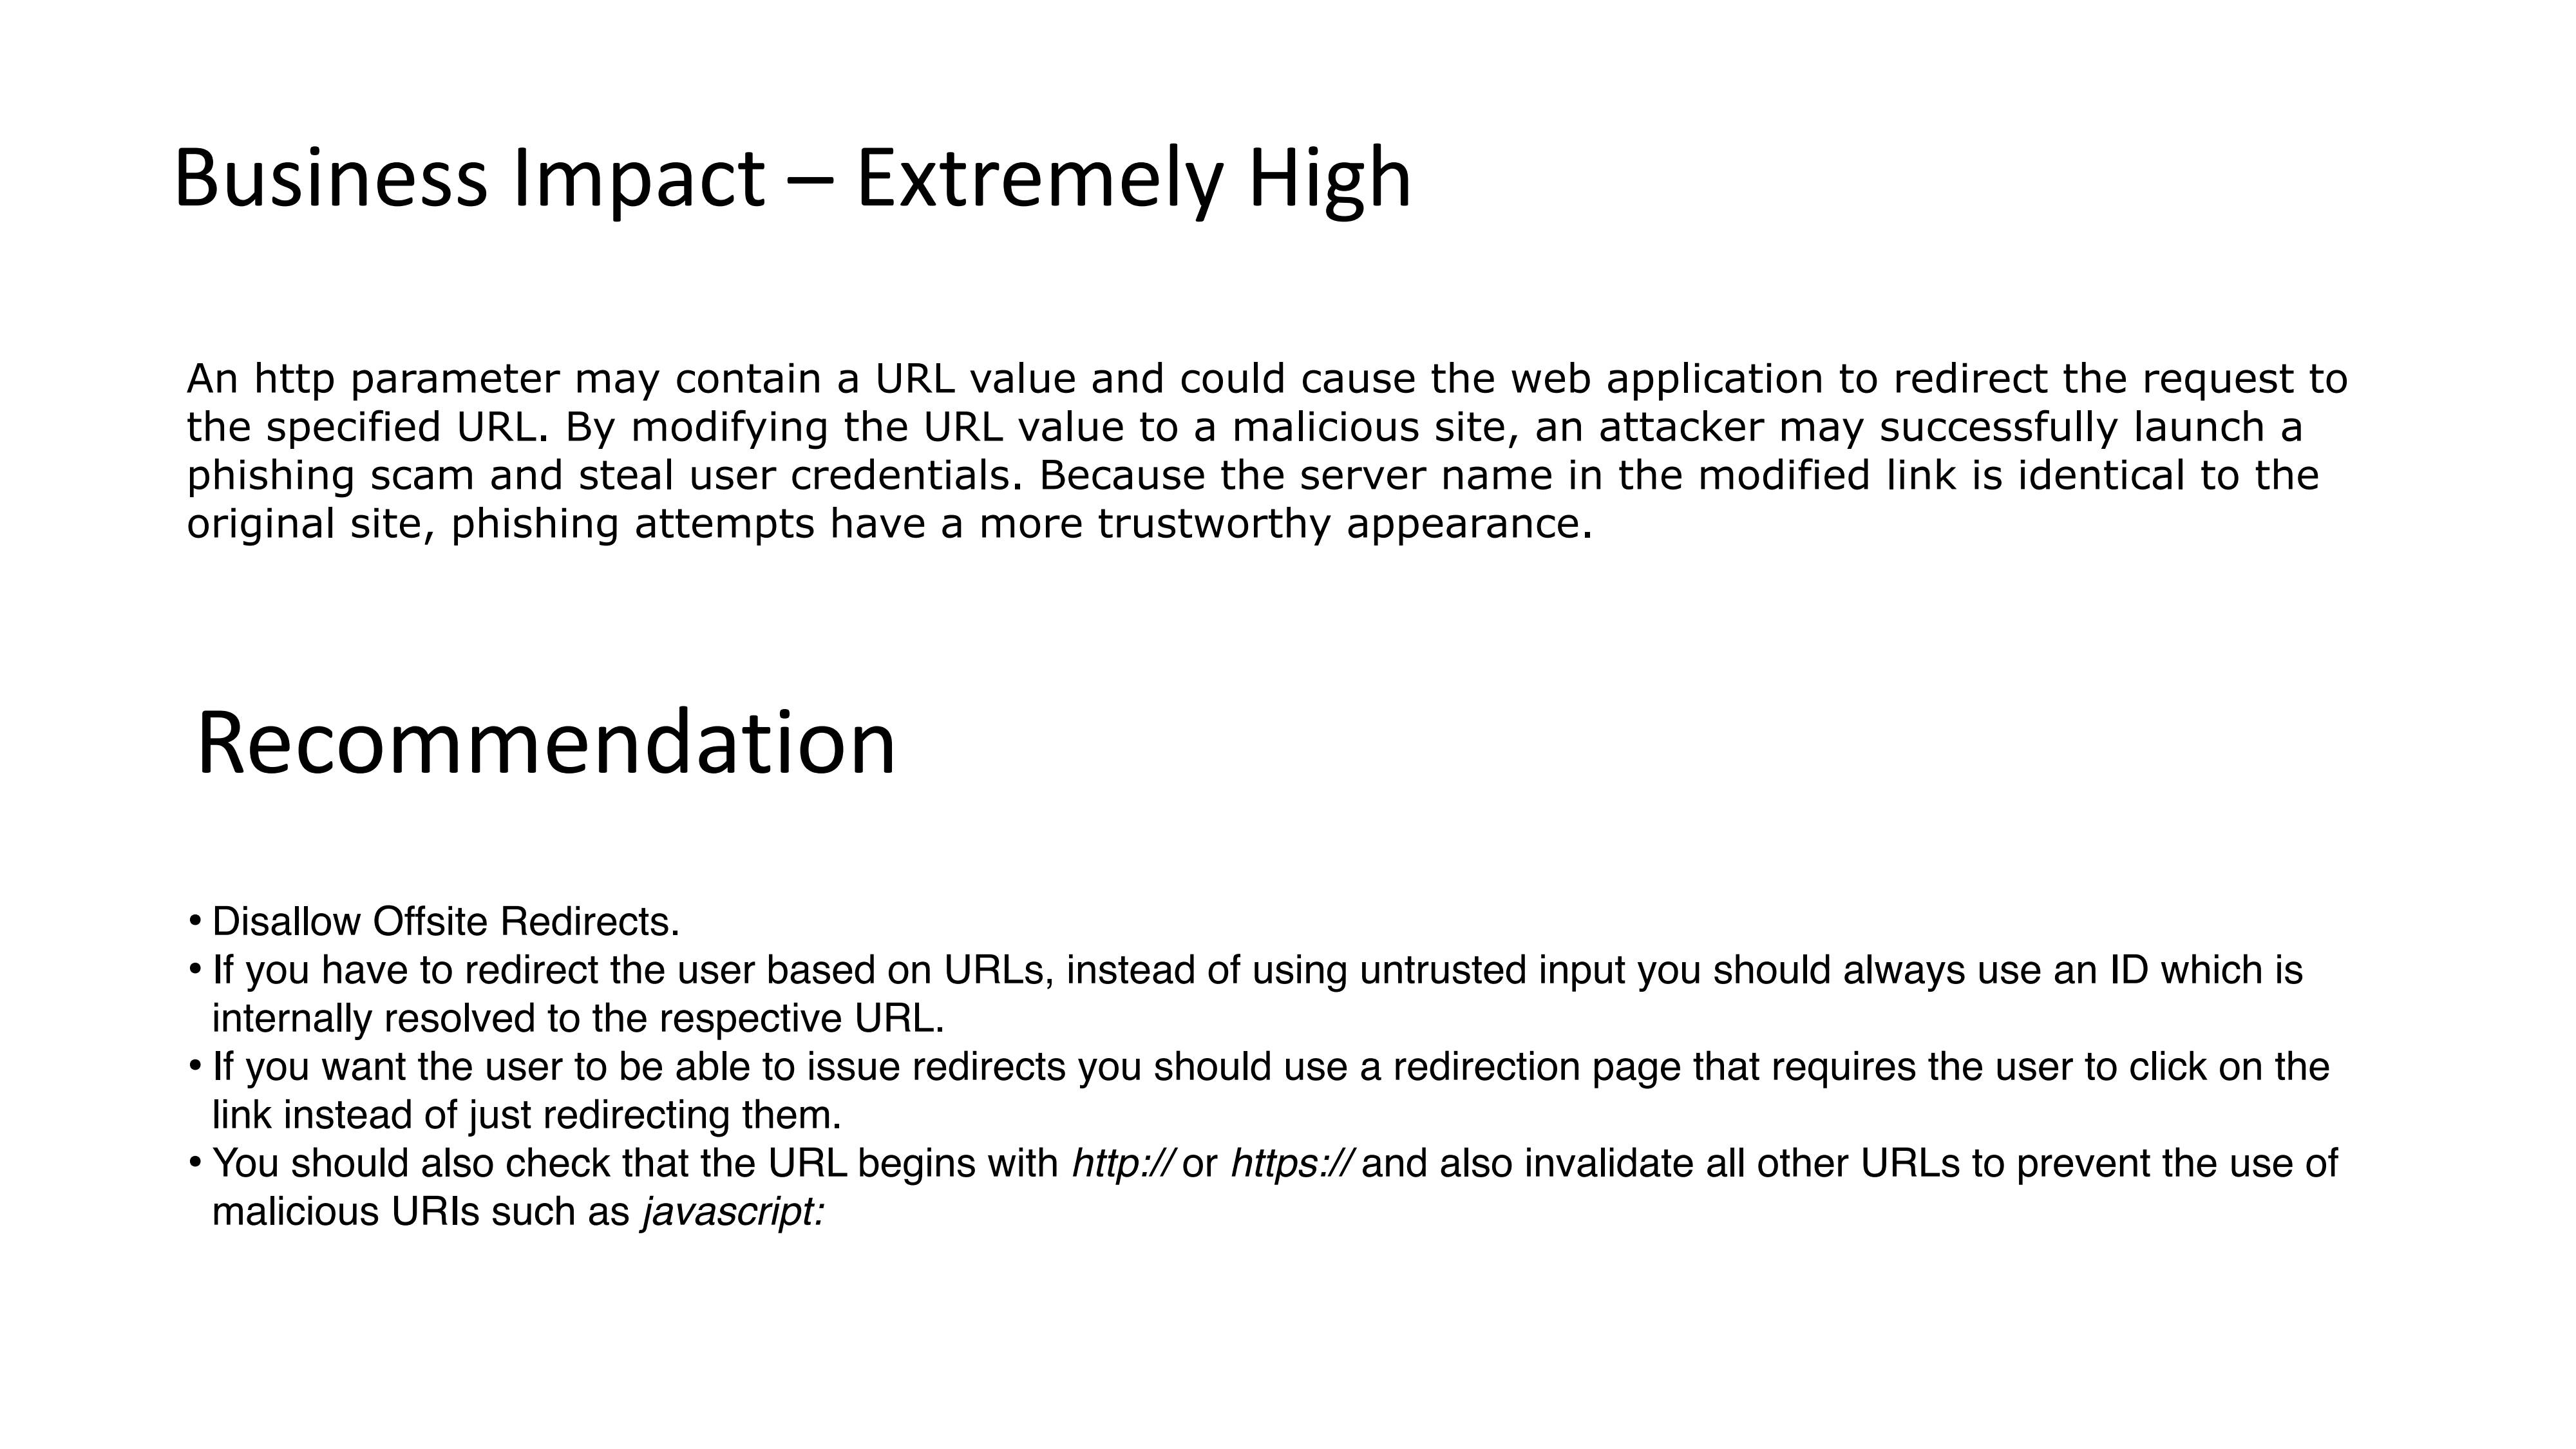 Business Impact – Extremely High
An http parameter may contain a URL value and could cause the web application to redirect the request to
the specified URL. By modifying the URL value to a malicious site, an attacker may successfully launch a
phishing scam and steal user credentials. Because the server name in the modified link is identical to the
original site, phishing attempts have a more trustworthy appearance.
Recommendation
• Disallow Offsite Redirects.
• If you have to redirect the user based on URLs, instead of using untrusted input you should always use an ID which is
internally resolved to the respective URL.
• If you want the user to be able to issue redirects you should use a redirection page that requires the user to click on the
link instead of just redirecting them.
• You should also check that the URL begins with http:// or https:// and also invalidate all other URLs to prevent the use of
malicious URIs such as javascript: